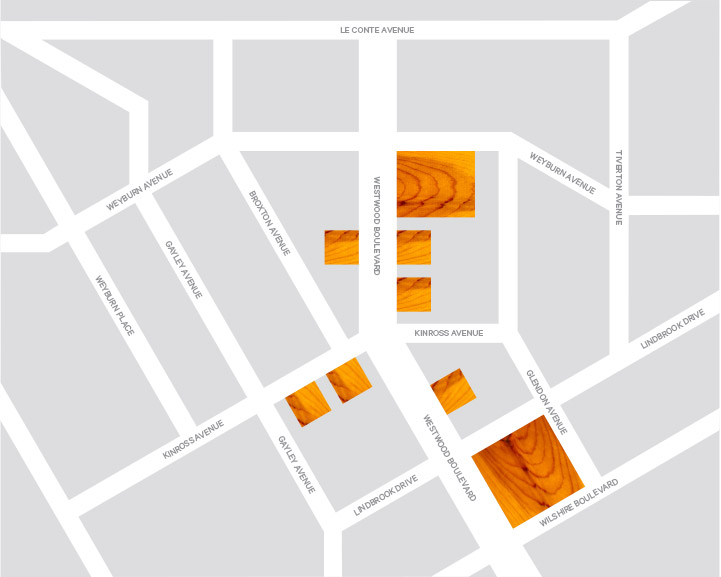 LE CONTE AVENUE
WEYBURN AVENUE
WEYBURN AVENUE
TIVERTON AVENUE
WESTWOOD BOULEVARD
BROXTON AVENUE
GAYLEY AVENUE
WEYBURN PLACE
KINROSS AVENUE
LINDBROOK DRIVE
GLENDON AVENUE
KINROSS AVENUE
GAYLEY AVENUE
WESTWOOD BOULEVARD
LINDBROOK DRIVE
WILSHIRE BOULEVARD